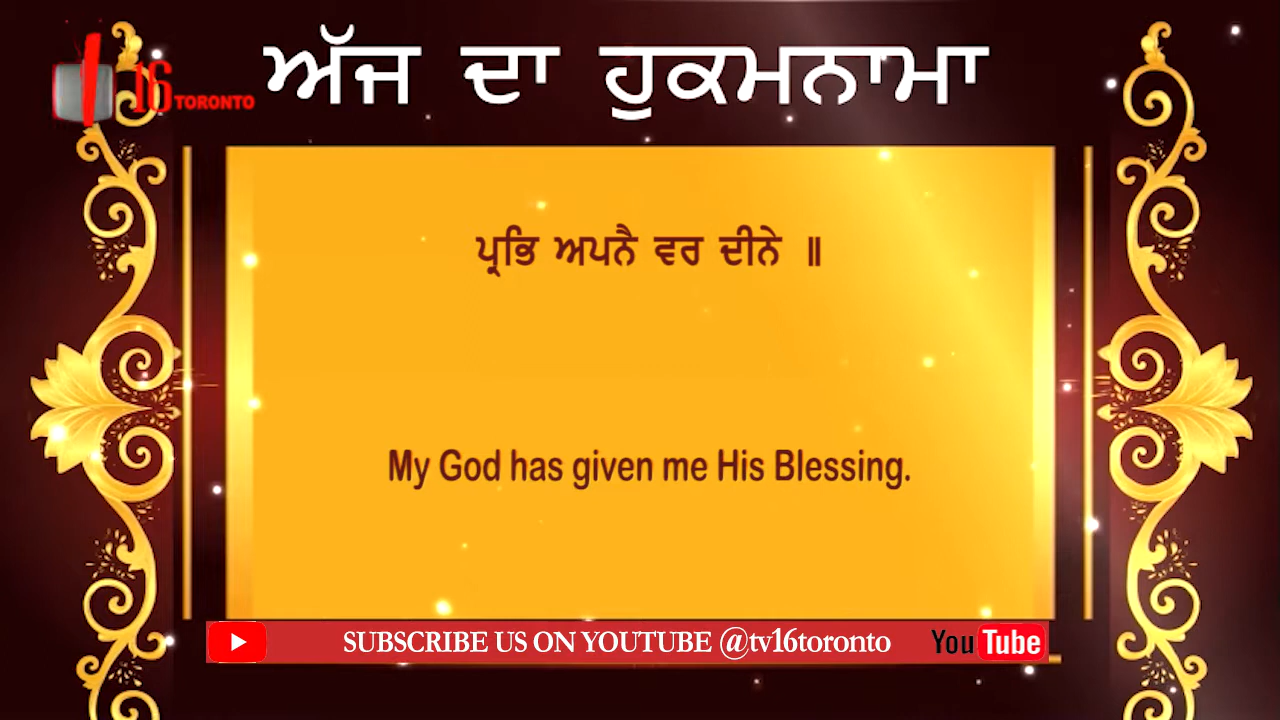 16 TORONTO
ਅੱਜ ਦਾ ਹੁਕਮਨਾਮਾ
ਪ੍ਰਭਿ ਅਪਨੈ ਵਰ ਦੀਨੇ ॥
My God has given me His Blessing.
SUBSCRIBE US ON YOUTUBE @tv16toronto
YouTube